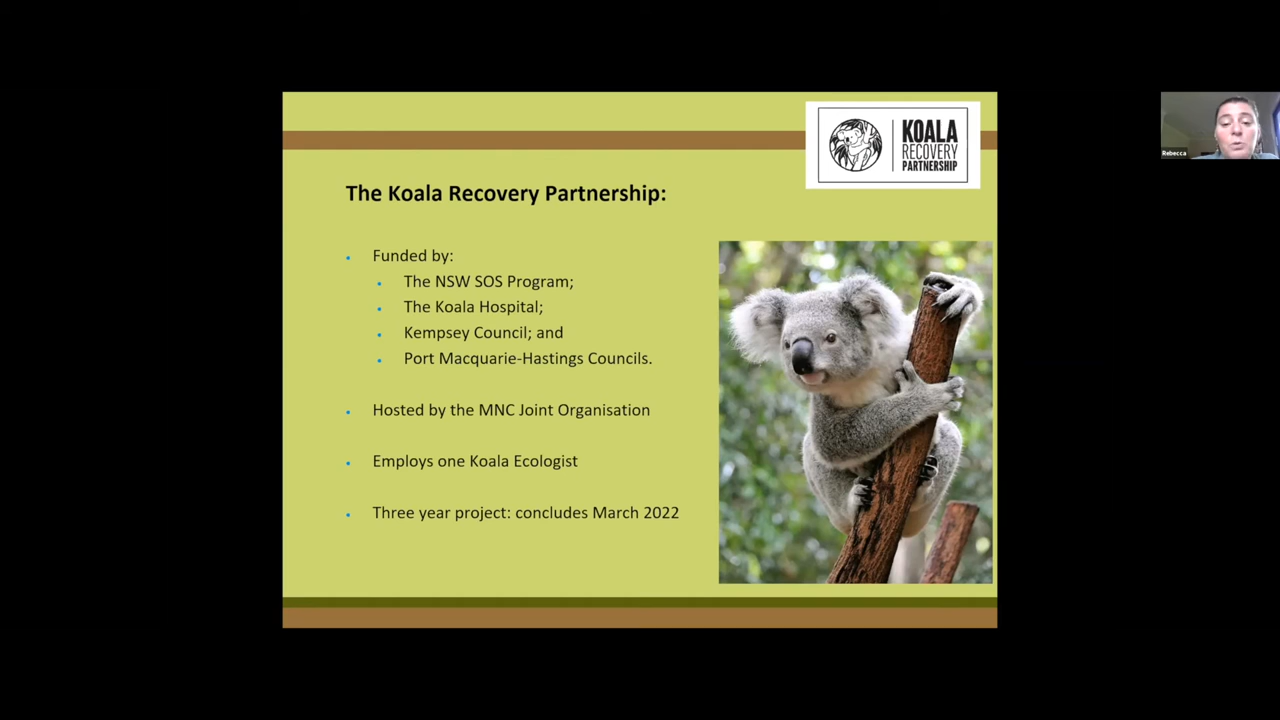 KOALA
RECOVERY
PARTNERSHIP
Rebecca
The Koala Recovery Partnership:
Funded by:
The NSW SOS Program;
The Koala Hospital;
Kempsey Council; and
Port Macquarie-Hastings Councils.
Hosted by the MNC Joint Organisation
Employs one Koala Ecologist
Three year project: concludes March 2022